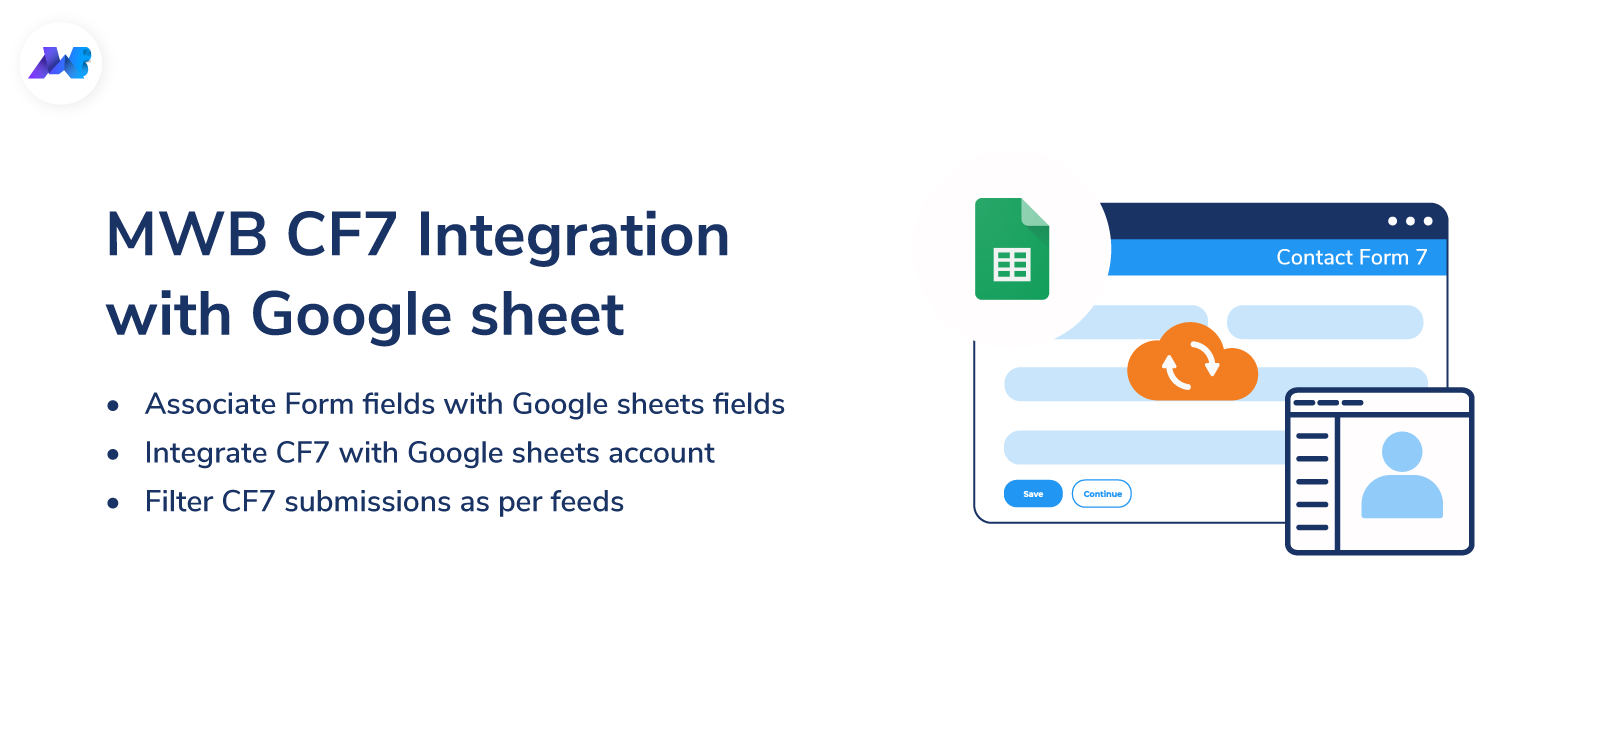 MWB
MWB CF7 Integration
with Google sheet
• Associate Form fields with Google sheets fields
• Integrate CF7 with Google sheets account
• Filter CF7 submissions as per feeds
Contact Form 7
Save
Continue